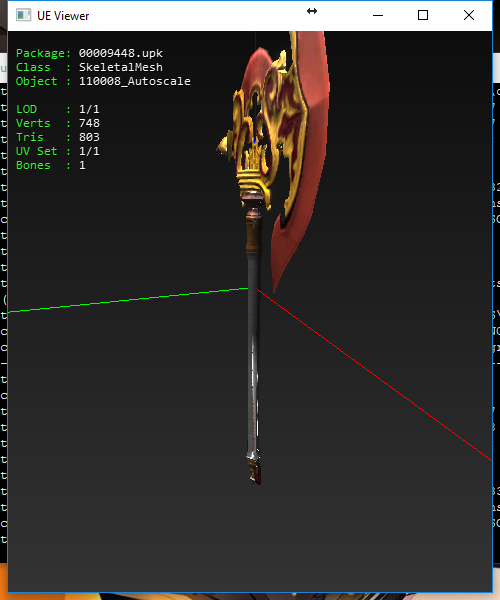 UE Viewer
Package: 00009448.upk
Class  : SkeletalMesh
Object : 110008_Autoscale
LOD    : 1/1
Verts  : 748
Tris   : 803
UV Set : 1/1
Bones  : 1